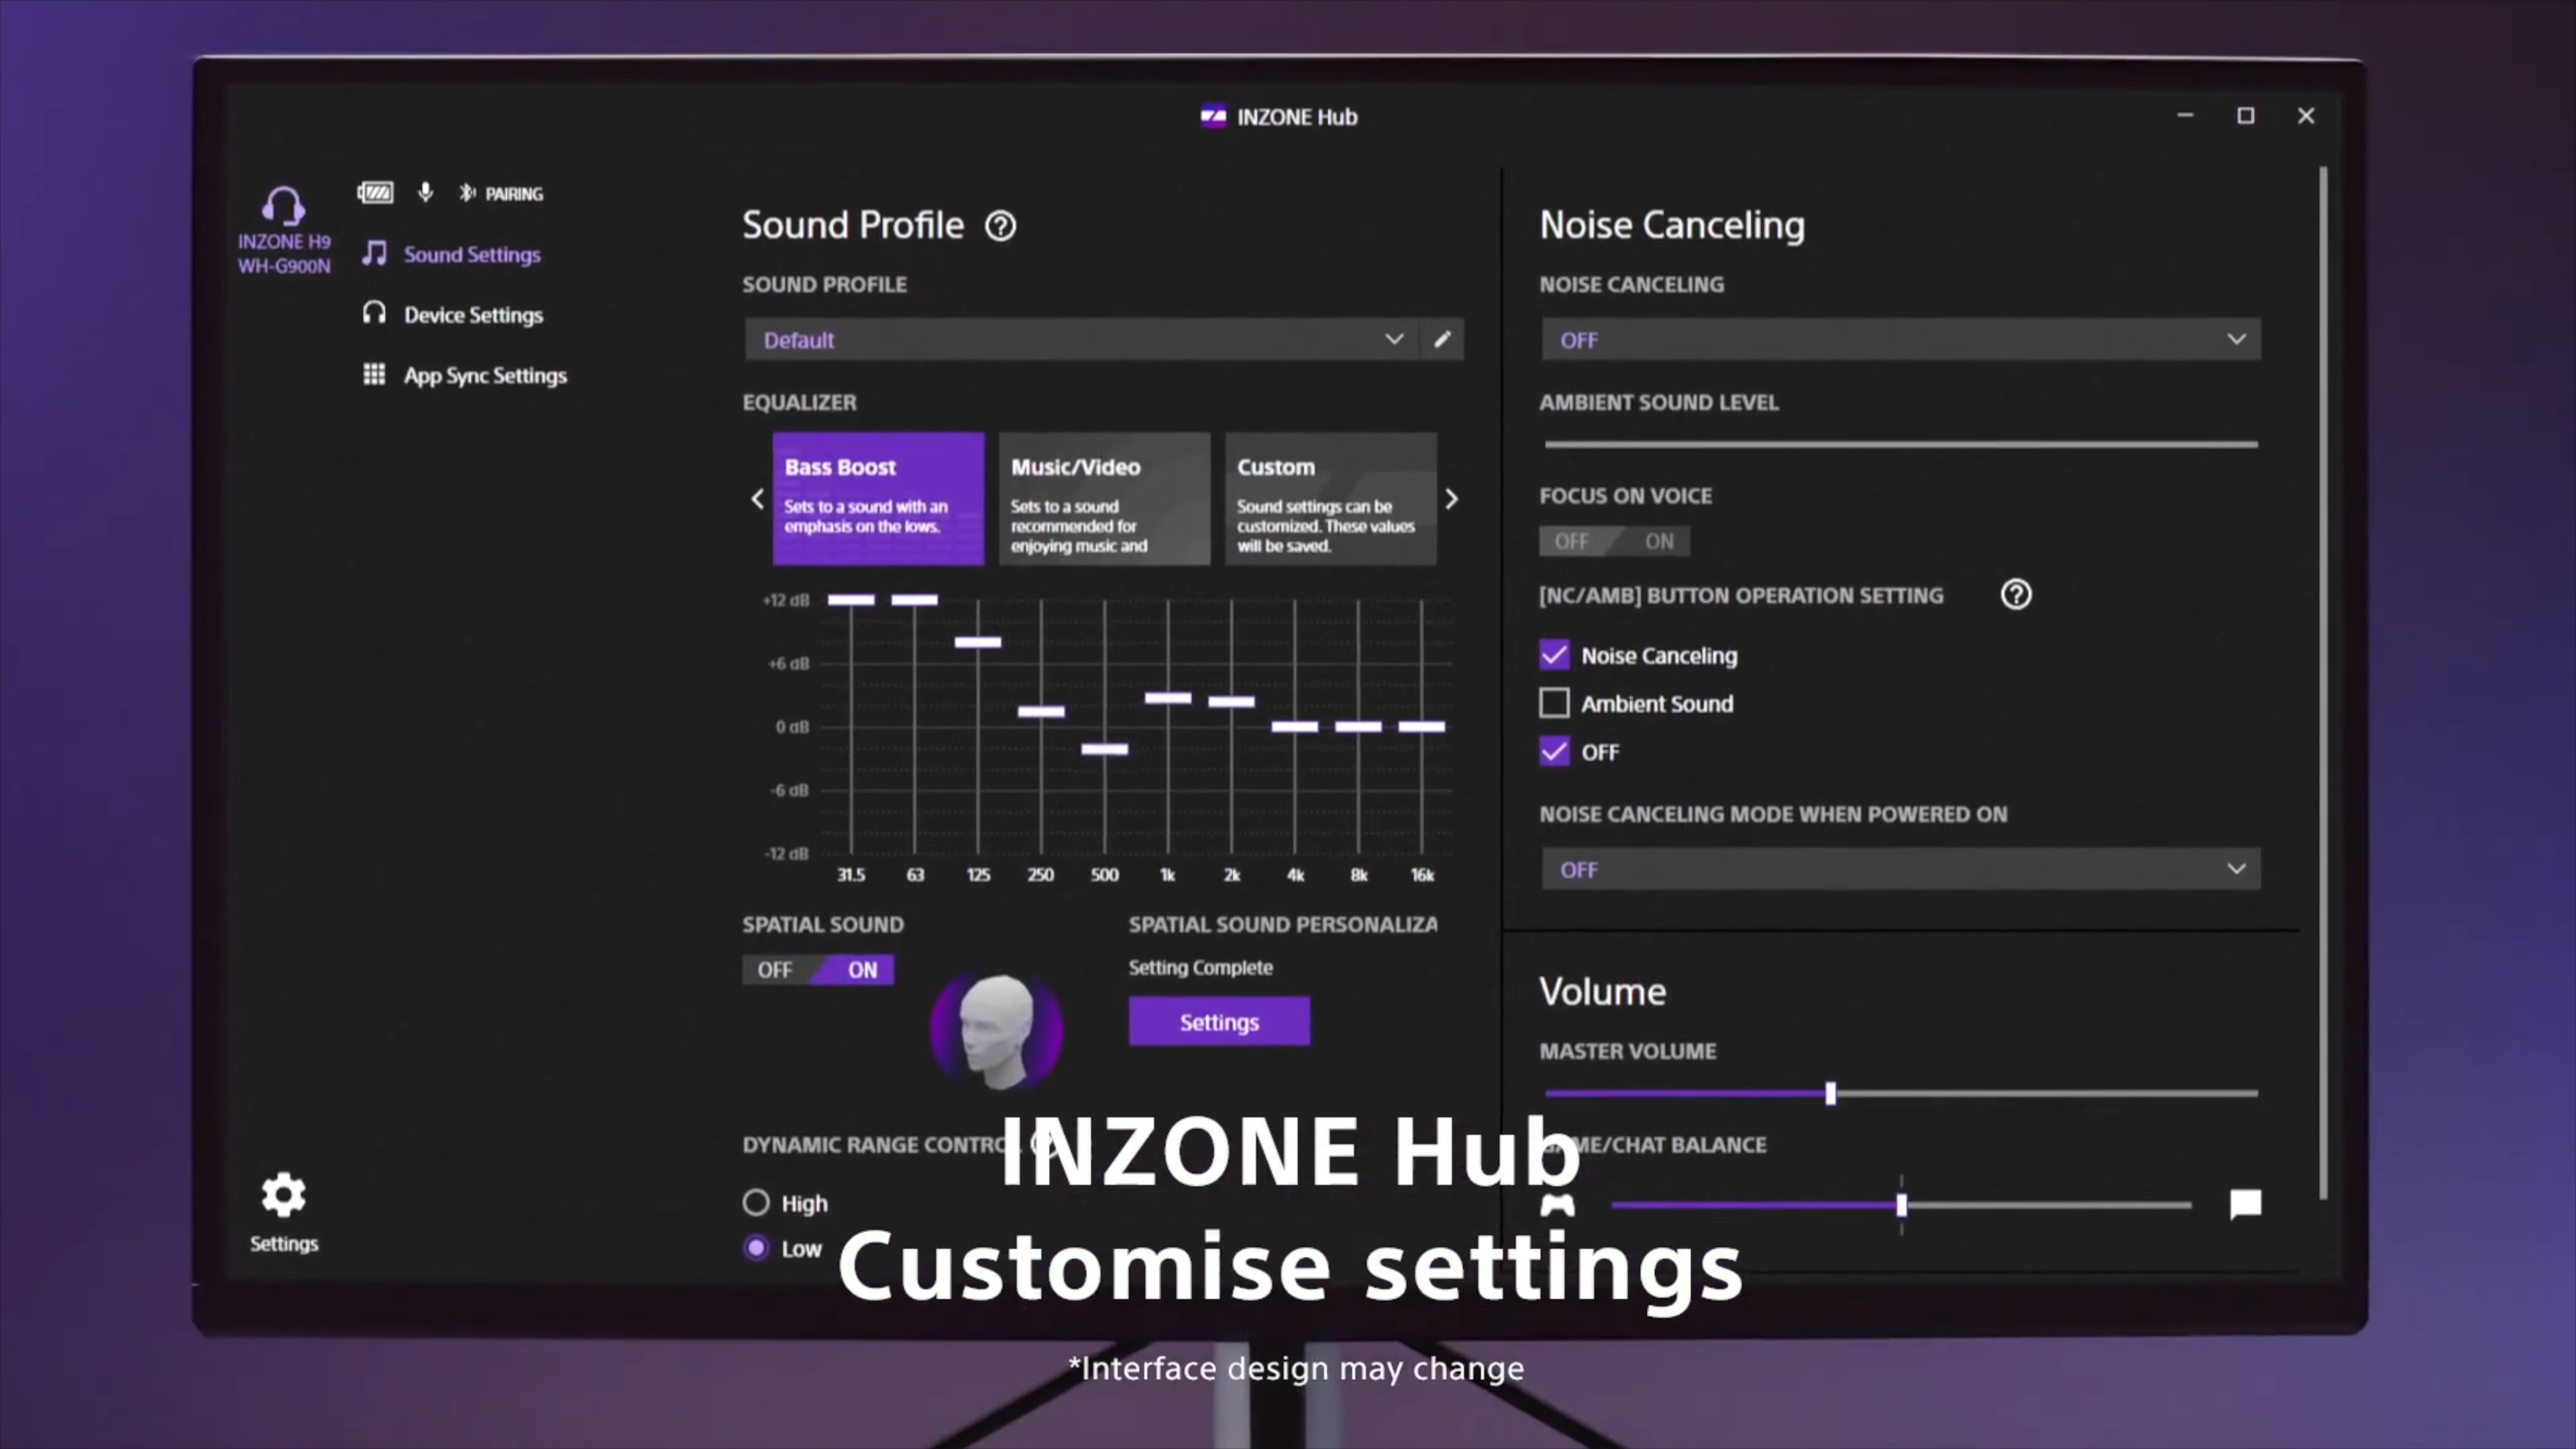 INZONE Hub
INZONE H9
WH-G900N
PAIRING
Sound Settings
Device Settings
App Sync Settings
Settings
Sound Profile
SOUND PROFILE
Default
EQUALIZER
Bass Boost
Sets to a sound with an
emphasis on the lows.
Music/Video
Sets to a sound
recommended for
enjoying music and
Custom
Sound settings can be
customized. These values
will be saved.
+12 dB
+6 dB
0 dB
-6 dB
-12 dB
31.5 63 125 250 500 1k 2k 4k 8k 16k
SPATIAL SOUND
OFF ON
SPATIAL SOUND PERSONALIZA
Setting Complete
Settings
DYNAMIC RANGE CONTRO
High
Low
Noise Canceling
NOISE CANCELING
OFF
AMBIENT SOUND LEVEL
FOCUS ON VOICE
OFF ON
[NC/AMB] BUTTON OPERATION SETTING
Noise Canceling
Ambient Sound
OFF
NOISE CANCELING MODE WHEN POWERED ON
OFF
Volume
MASTER VOLUME
ME/CHAT BALANCE
INZONE Hub
Customise settings
*Interface design may change